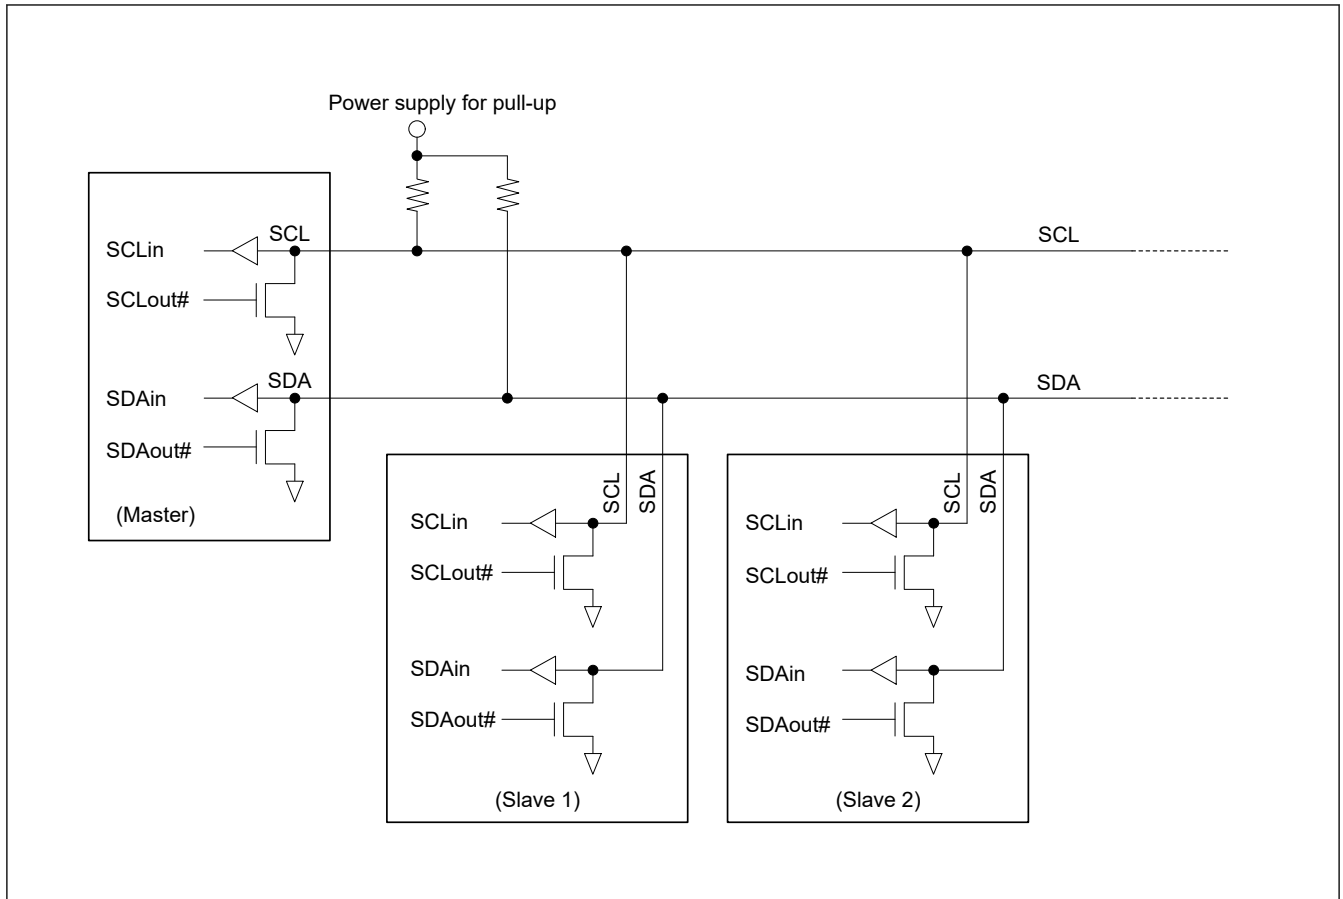 Power supply for pull-up
SCL
SCL
SCLin
SCLout#
SDA
SDA
SDAin
SDAout#
(Master)
SCL
SDA
SCLin
SCLout#
SDAin
SDAout#
(Slave 1)
SCL
SDA
SCLin
SCLout#
SDAin
SDAout#
(Slave 2)